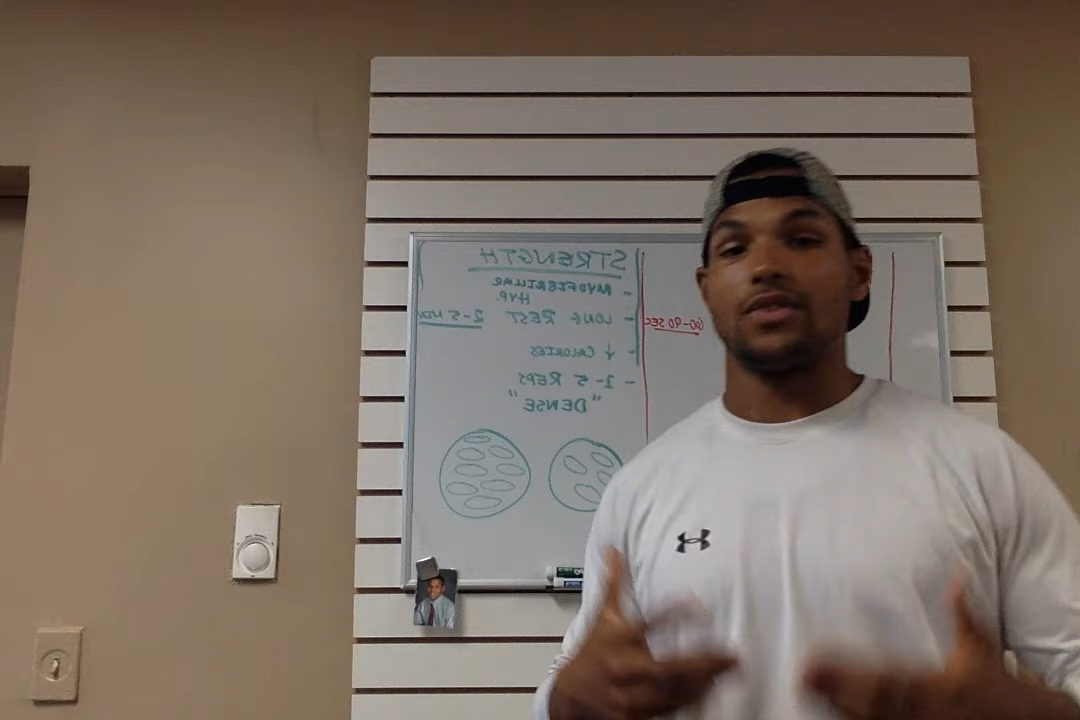 STRENGTH
- MYOFIBRILLAR
HYP.
- LONG REST 2-5 MIN
- ↓ CALORIES
- 1-5 REPS
"DENSE"
60-90 SEC